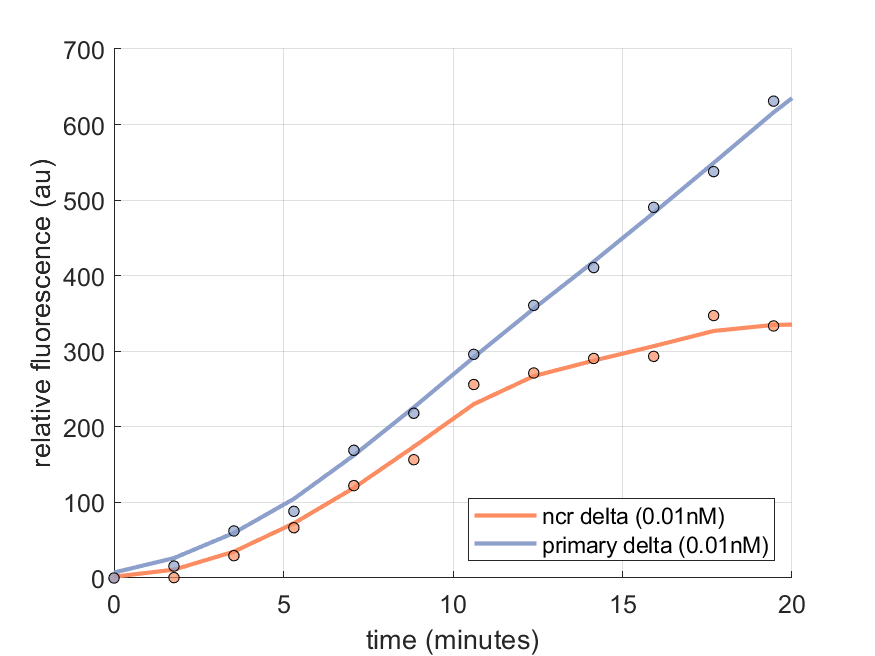 700
600
500
400
300
200
100
0
relative fluorescence (au)
ncr delta (0.01nM)
primary delta (0.01nM)
0 5 10 15 20
time (minutes)